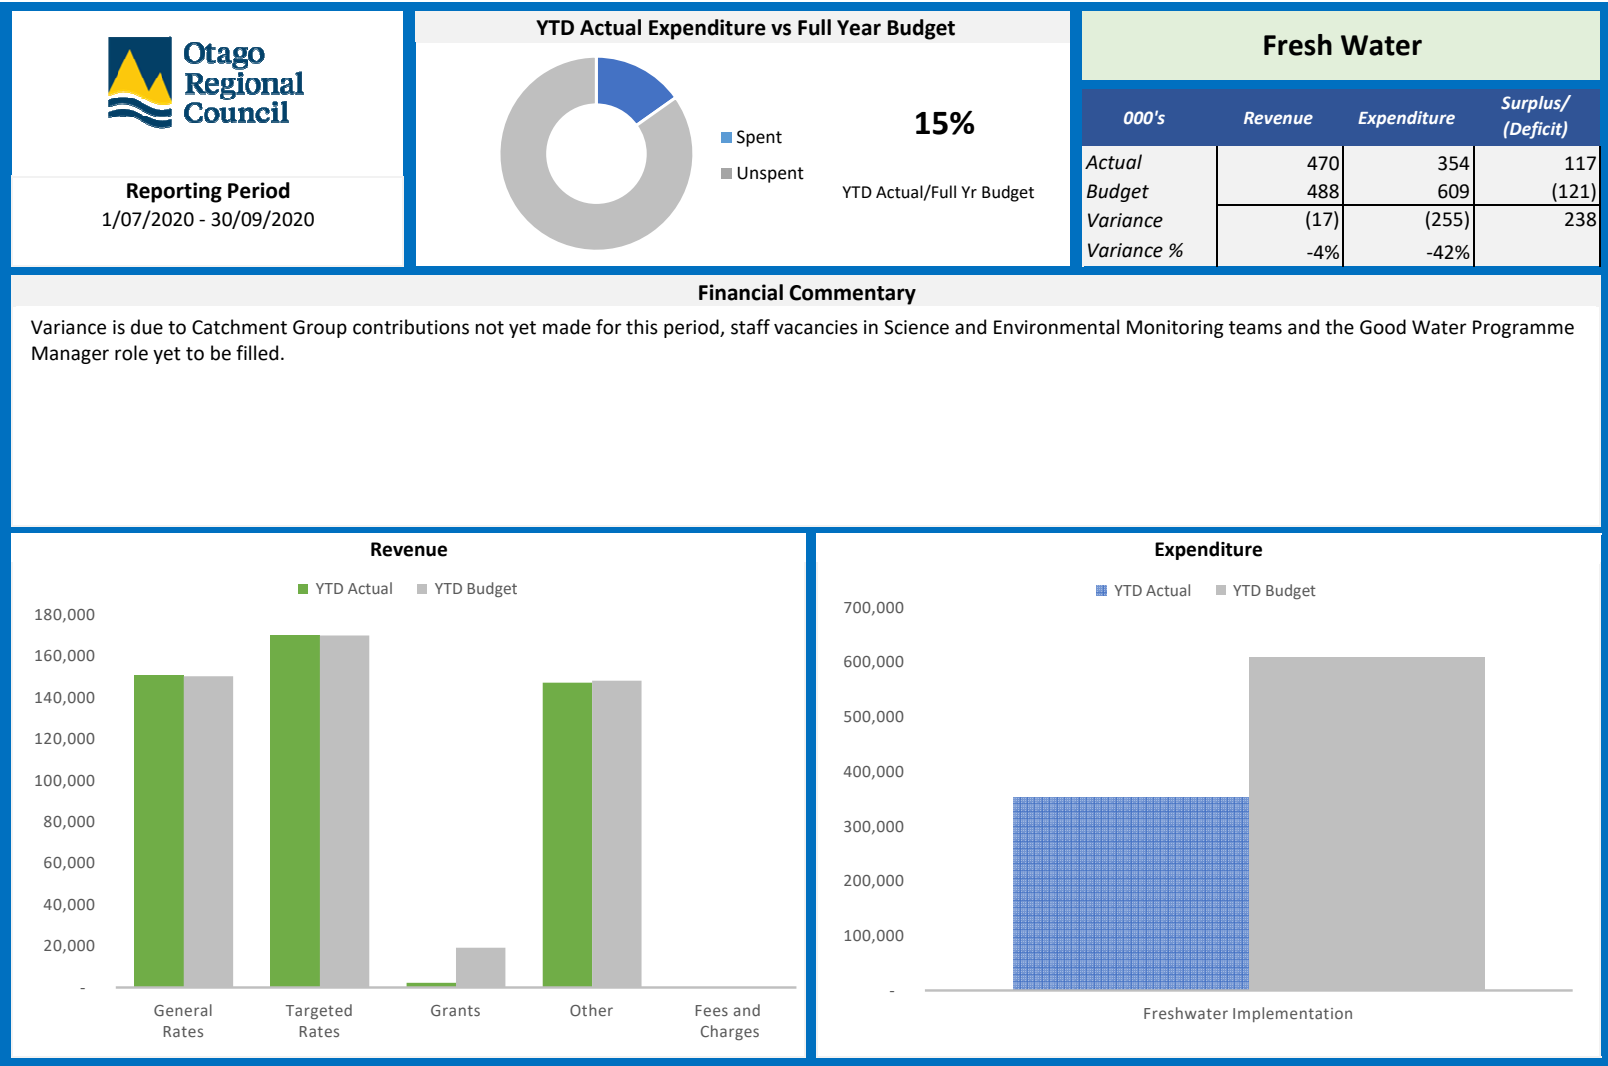 Otago
Regional
Council
Reporting Period
1/07/2020 - 30/09/2020
YTD Actual Expenditure vs Full Year Budget
Spent
Unspent
15%
YTD Actual/Full Yr Budget
Fresh Water
000's Revenue Expenditure Surplus/ (Deficit)
Actual 470 354 117
Budget 488 609 (121)
Variance (17) (255) 238
Variance % -4% -42%
Financial Commentary
Variance is due to Catchment Group contributions not yet made for this period, staff vacancies in Science and Environmental Monitoring teams and the Good Water Programme
Manager role yet to be filled.
Revenue
YTD Actual YTD Budget
180,000
160,000
140,000
120,000
100,000
80,000
60,000
40,000
20,000
-
General Rates
Targeted Rates
Grants
Other
Fees and Charges
Expenditure
YTD Actual YTD Budget
700,000
600,000
500,000
400,000
300,000
200,000
100,000
-
Freshwater Implementation